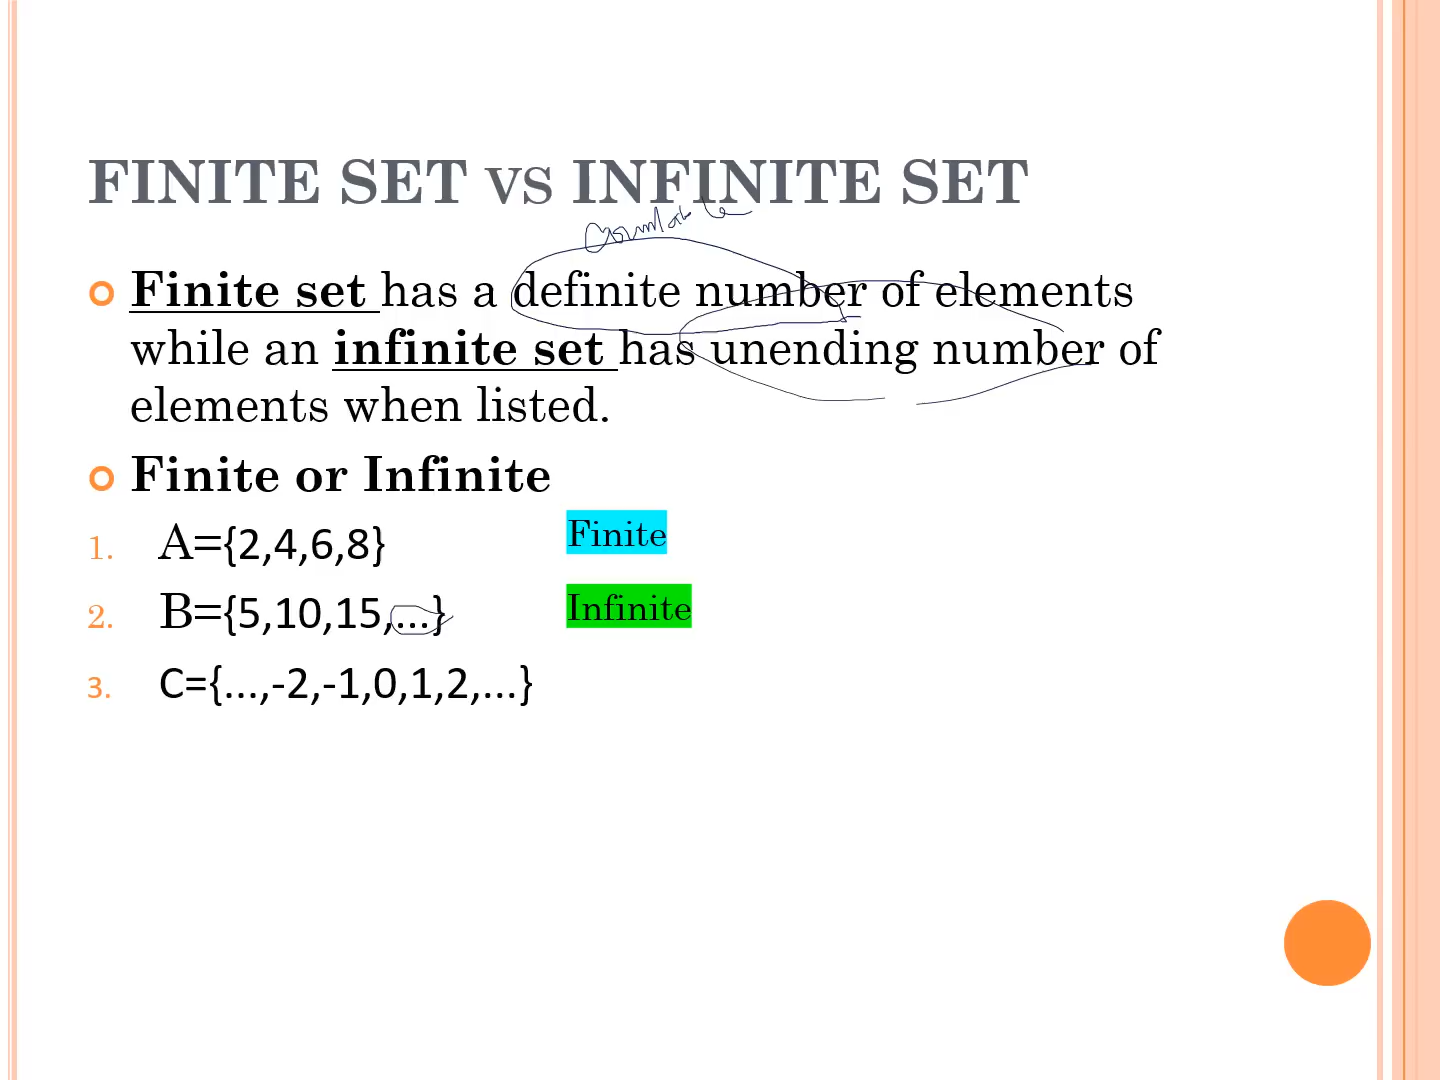 FINITE SET VS INFINITE SET
countable
Finite set has a definite number of elements
while an infinite set has unending number of
elements when listed.
Finite or Infinite
1. A={2,4,6,8} Finite
2. B={5,10,15,...} Infinite
3. C={...,-2,-1,0,1,2,...}